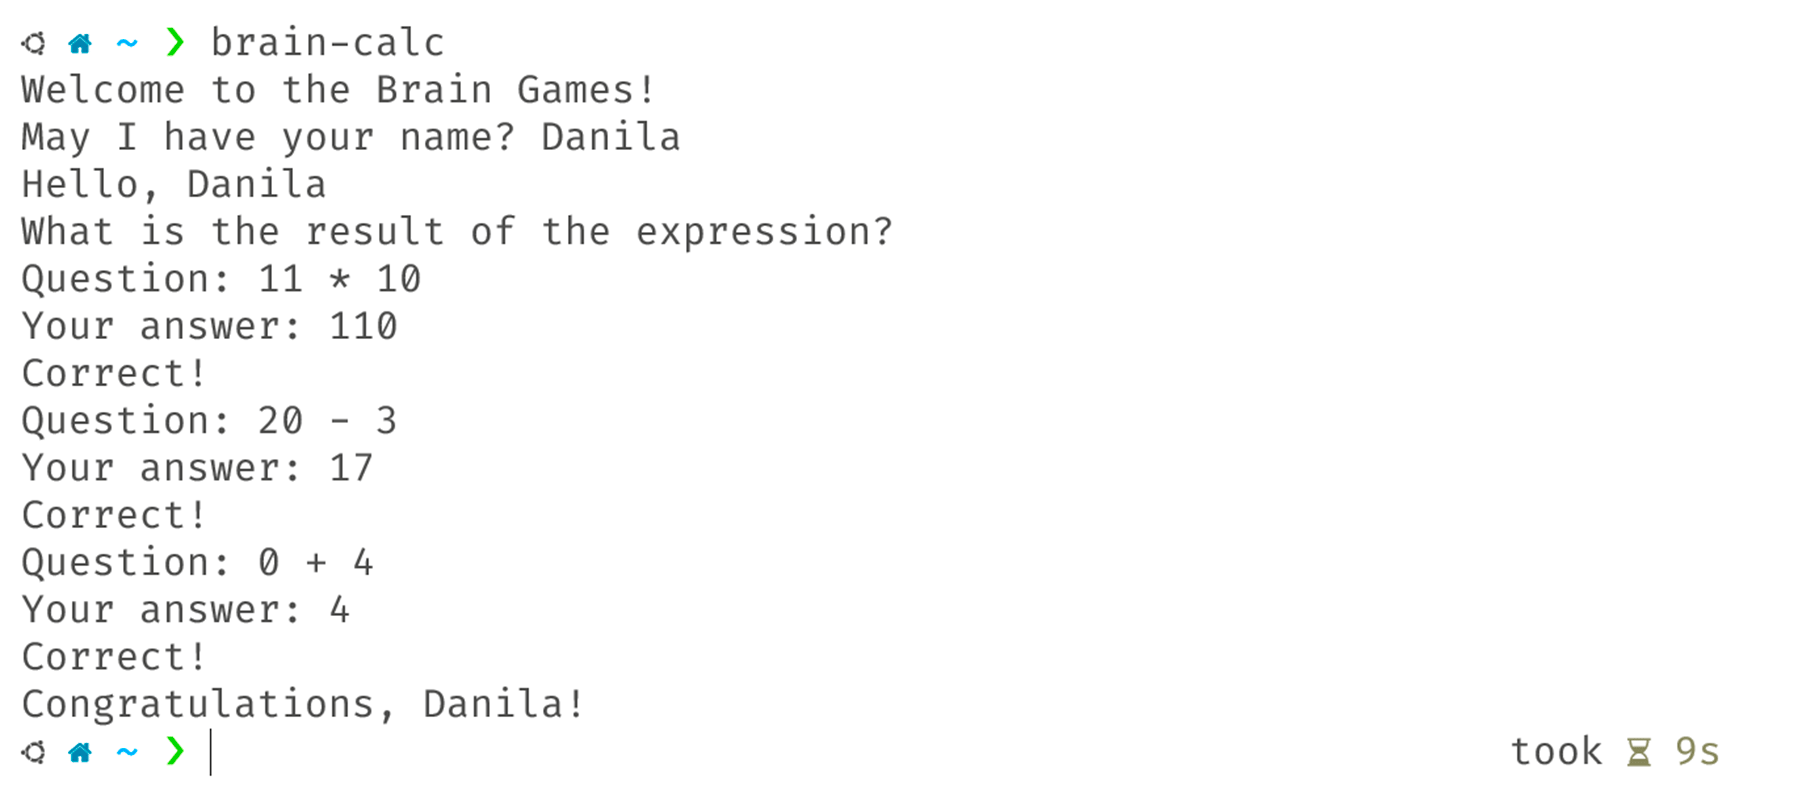 ~ ❯ brain-calc
Welcome to the Brain Games!
May I have your name? Danila
Hello, Danila
What is the result of the expression?
Question: 11 * 10
Your answer: 110
Correct!
Question: 20 - 3
Your answer: 17
Correct!
Question: 0 + 4
Your answer: 4
Correct!
Congratulations, Danila!
~ ❯ took ⌛ 9s